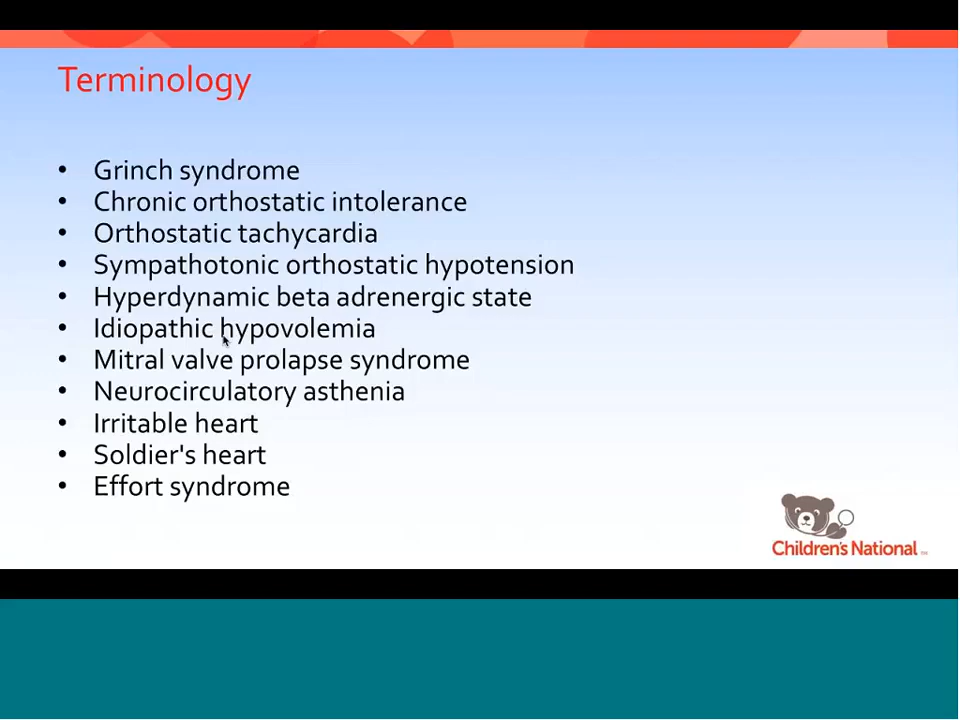 Terminology
• Grinch syndrome
• Chronic orthostatic intolerance
• Orthostatic tachycardia
• Sympathotonic orthostatic hypotension
• Hyperdynamic beta adrenergic state
• Idiopathic hypovolemia
• Mitral valve prolapse syndrome
• Neurocirculatory asthenia
• Irritable heart
• Soldier's heart
• Effort syndrome
Children's National ™